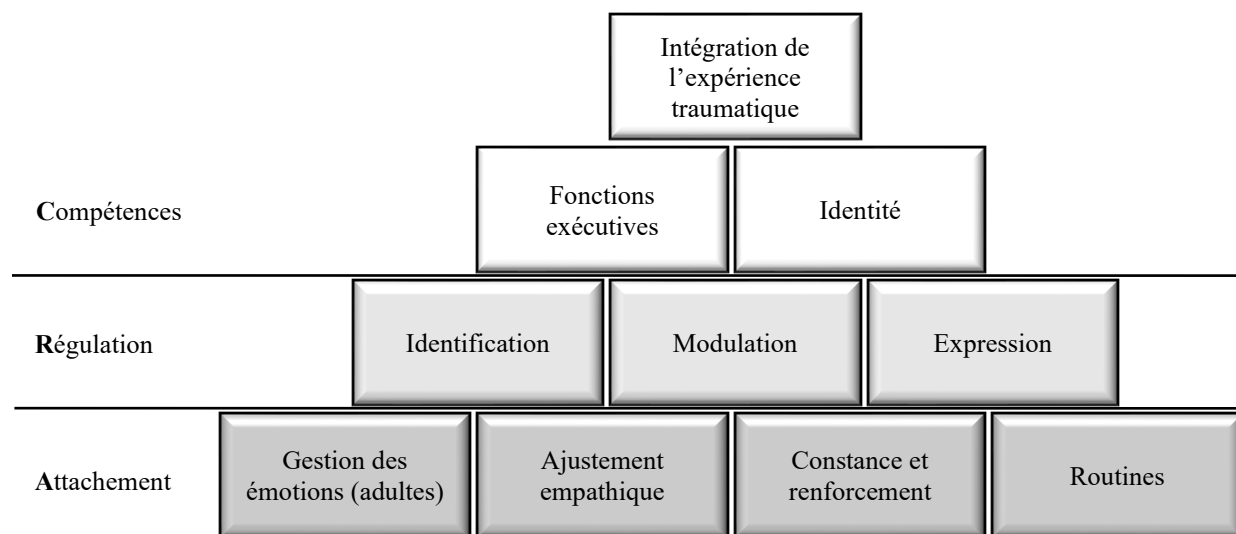 Intégration de
l’expérience
traumatique
Compétences
Fonctions
exécutives
Identité
Régulation
Identification
Modulation
Expression
Attachement
Gestion des
émotions (adultes)
Ajustement
empathique
Constance et
renforcement
Routines